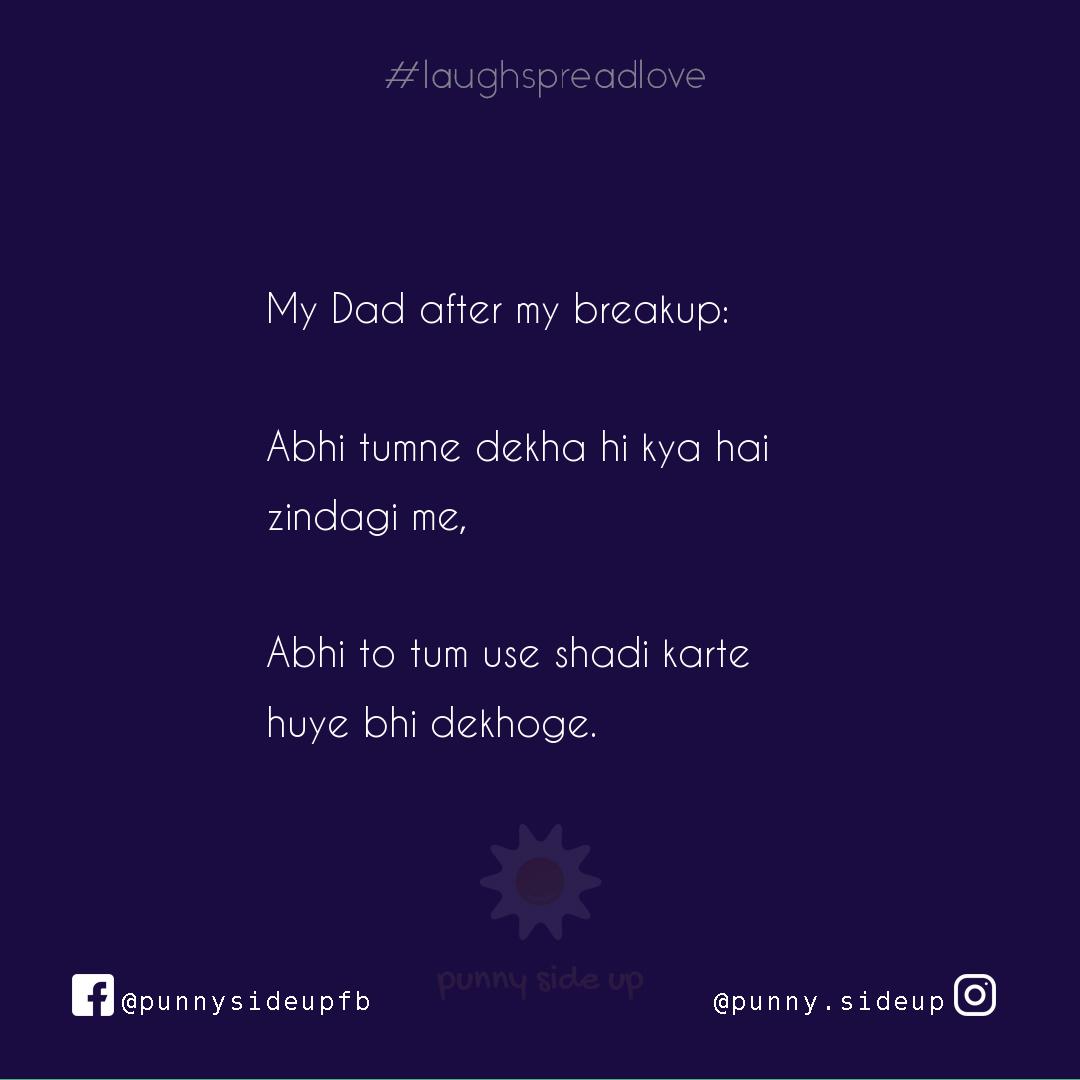 #laughspreadlove
My Dad after my breakup:
Abhi tumne dekha hi kya hai
zindagi me,
Abhi to tum use shadi karte
huye bhi dekhoge.
punny side up
@punnysideupfb
@punny.sideup